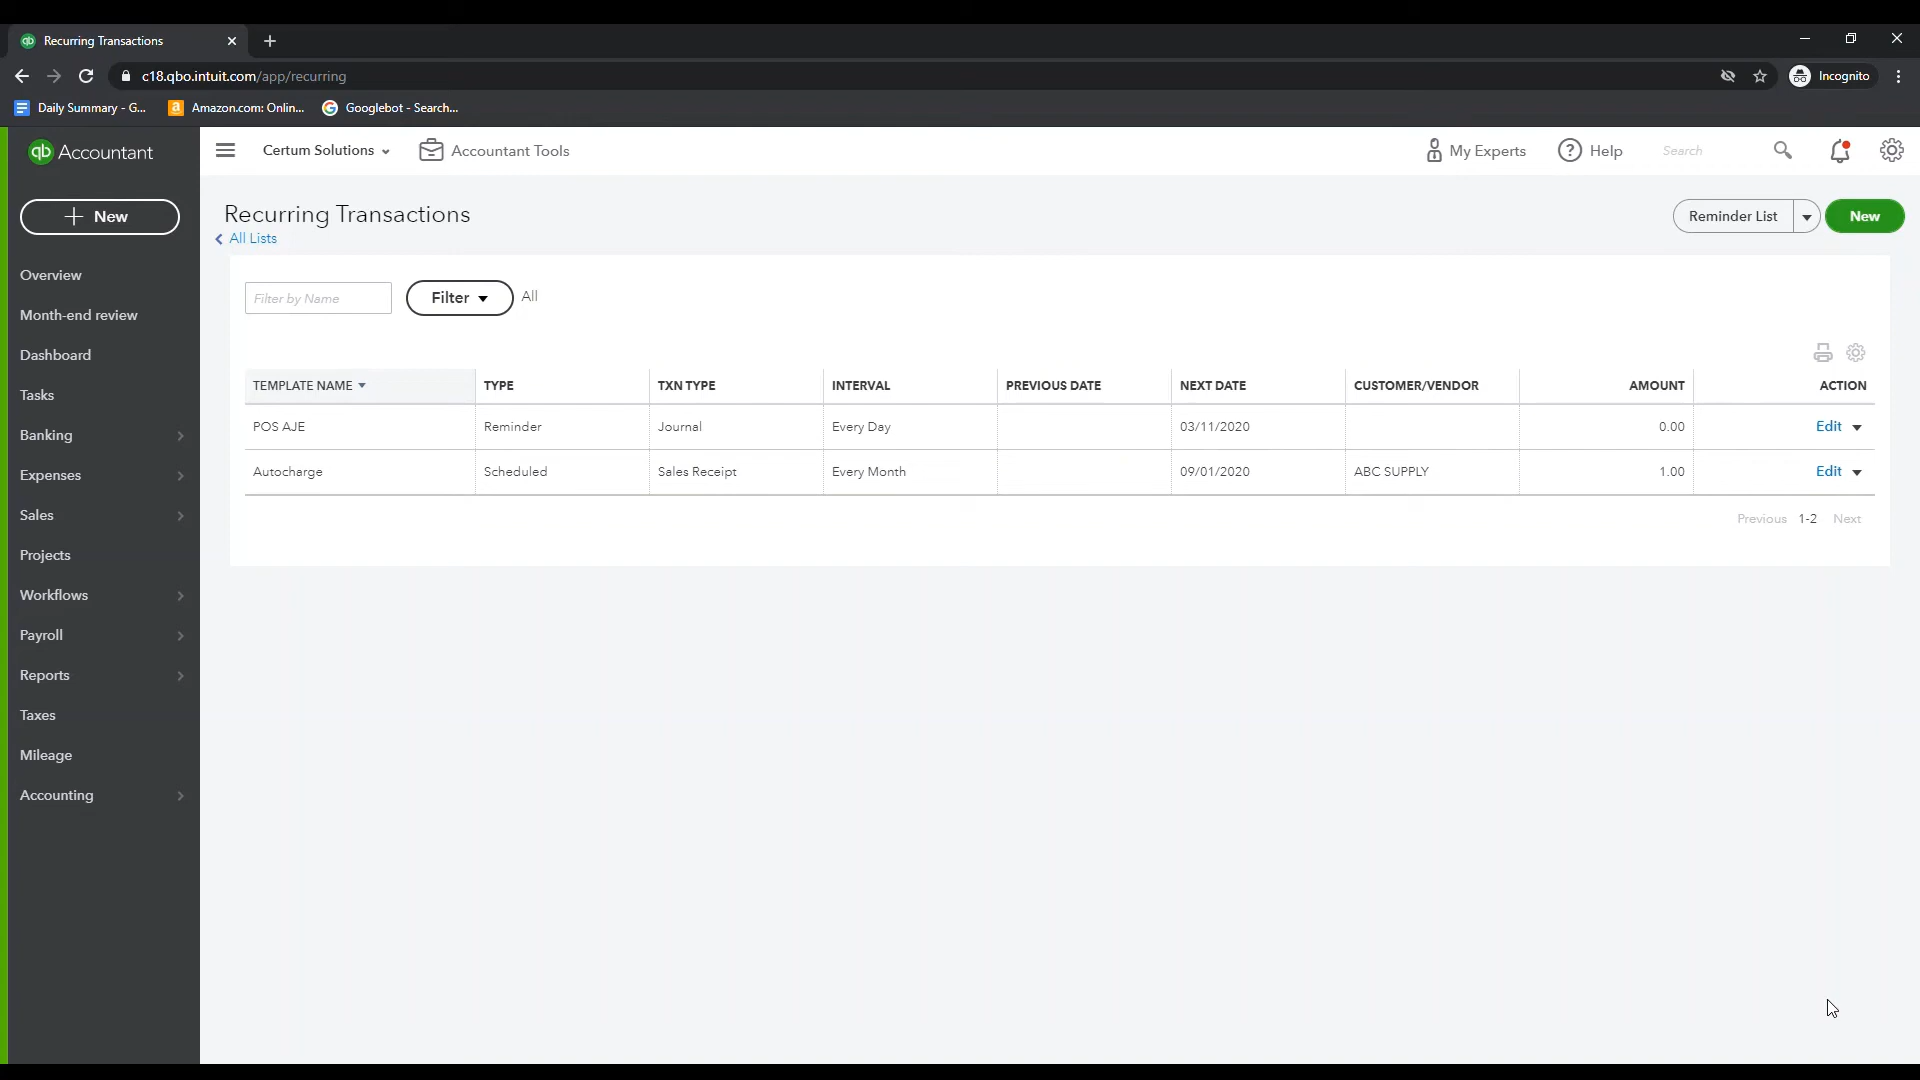 Recurring Transactions
c18.qbo.intuit.com/app/recurring
Incognito
Daily Summary - G...
Amazon.com: Onlin...
Googlebot - Search...
qb Accountant
Certum Solutions
Accountant Tools
My Experts
Help
Search
New
Overview
Month-end review
Dashboard
Tasks
Banking
Expenses
Sales
Projects
Workflows
Payroll
Reports
Taxes
Mileage
Accounting
Recurring Transactions
All Lists
Reminder List
New
Filter by Name
Filter
All
TEMPLATE NAME TYPE TXN TYPE INTERVAL PREVIOUS DATE NEXT DATE CUSTOMER/VENDOR AMOUNT ACTION
POS AJE Reminder Journal Every Day 03/11/2020 0.00 Edit
Autocharge Scheduled Sales Receipt Every Month 09/01/2020 ABC SUPPLY 1.00 Edit
Previous 1-2 Next